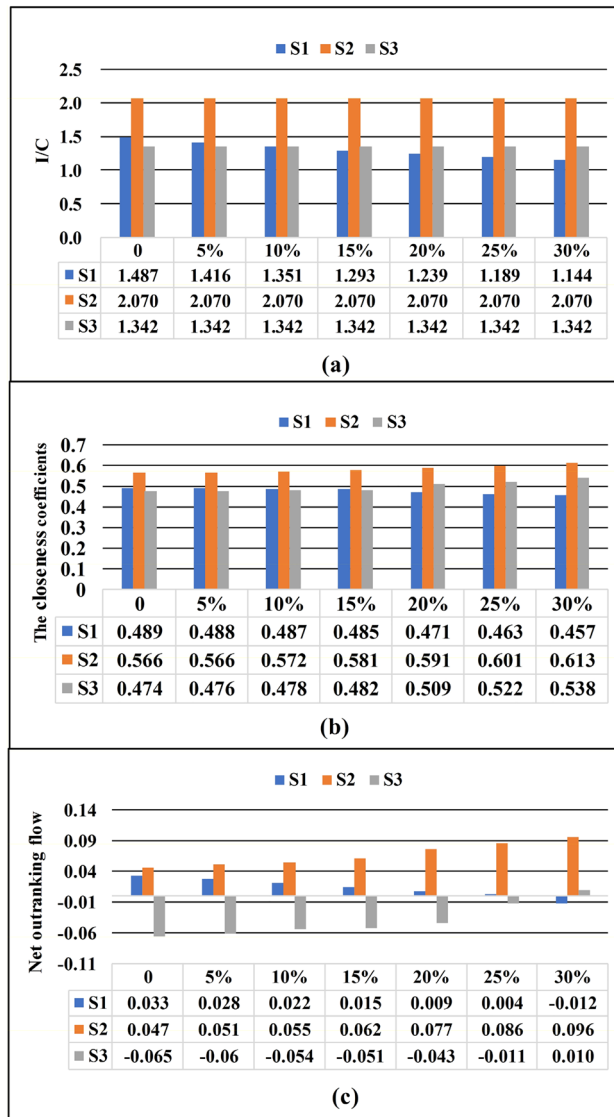 S1 S2 S3
2.5
2.0
1.5
1.0
0.5
0.0
I/C
0 5% 10% 15% 20% 25% 30%
S1 1.487 1.416 1.351 1.293 1.239 1.189 1.144
S2 2.070 2.070 2.070 2.070 2.070 2.070 2.070
S3 1.342 1.342 1.342 1.342 1.342 1.342 1.342
(a)
S1 S2 S3
0.7
0.6
0.5
0.4
0.3
0.2
0.1
0
The closeness coefficients
0 5% 10% 15% 20% 25% 30%
S1 0.489 0.488 0.487 0.485 0.471 0.463 0.457
S2 0.566 0.566 0.572 0.581 0.591 0.601 0.613
S3 0.474 0.476 0.478 0.482 0.509 0.522 0.538
(b)
S1 S2 S3
0.14
0.09
0.04
-0.01
-0.06
-0.11
Net outranking flow
0 5% 10% 15% 20% 25% 30%
S1 0.033 0.028 0.022 0.015 0.009 0.004 -0.012
S2 0.047 0.051 0.055 0.062 0.077 0.086 0.096
S3 -0.065 -0.06 -0.054 -0.051 -0.043 -0.011 0.010
(c)